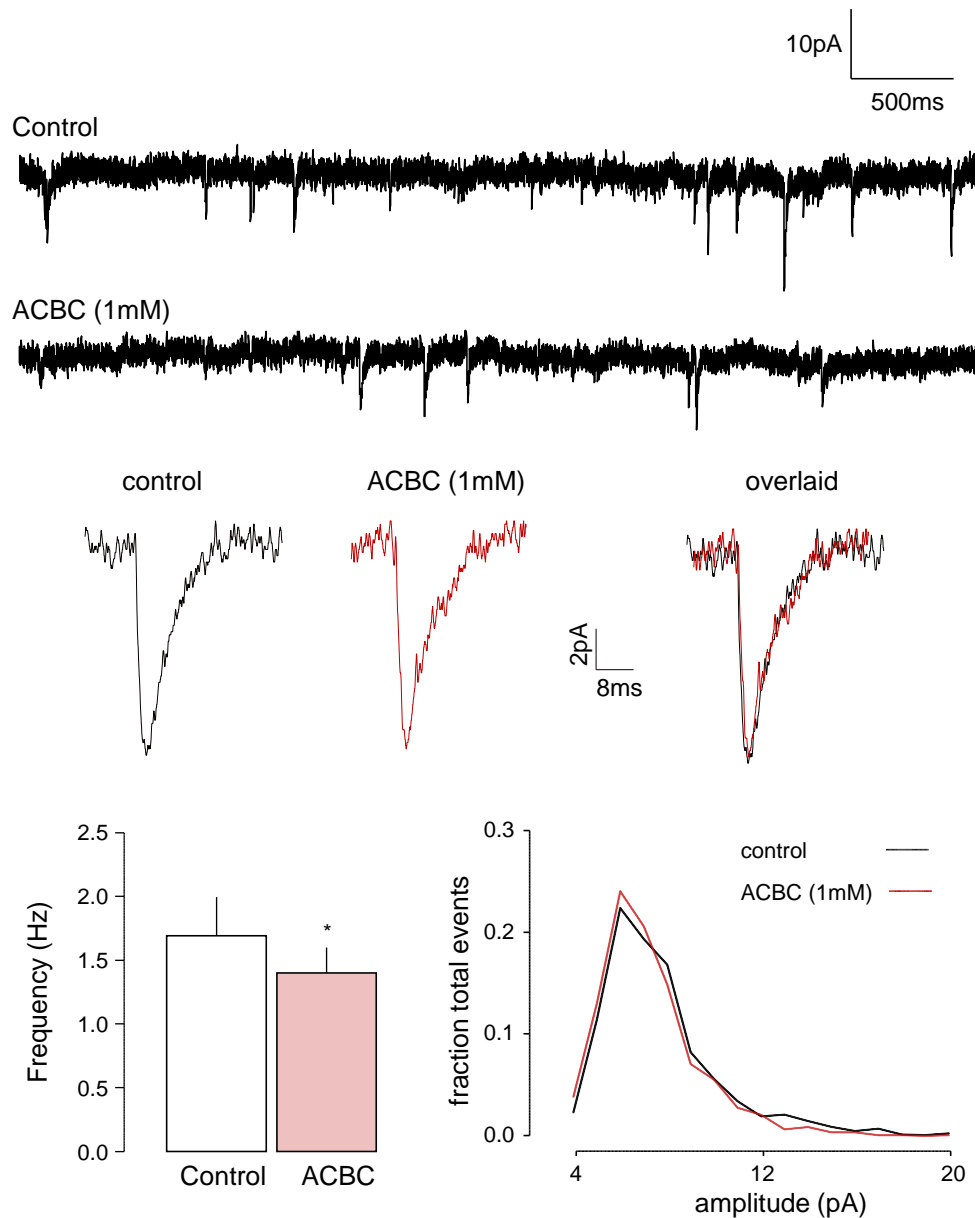 10pA
500ms
Control
ACBC (1mM)
control
ACBC (1mM)
overlaid
2pA
8ms
2.5
2.0
1.5
1.0
0.5
0.0
Frequency (Hz)
*
Control
ACBC
0.3
0.2
0.1
0.0
fraction total events
control
ACBC (1mM)
4
12
20
amplitude (pA)